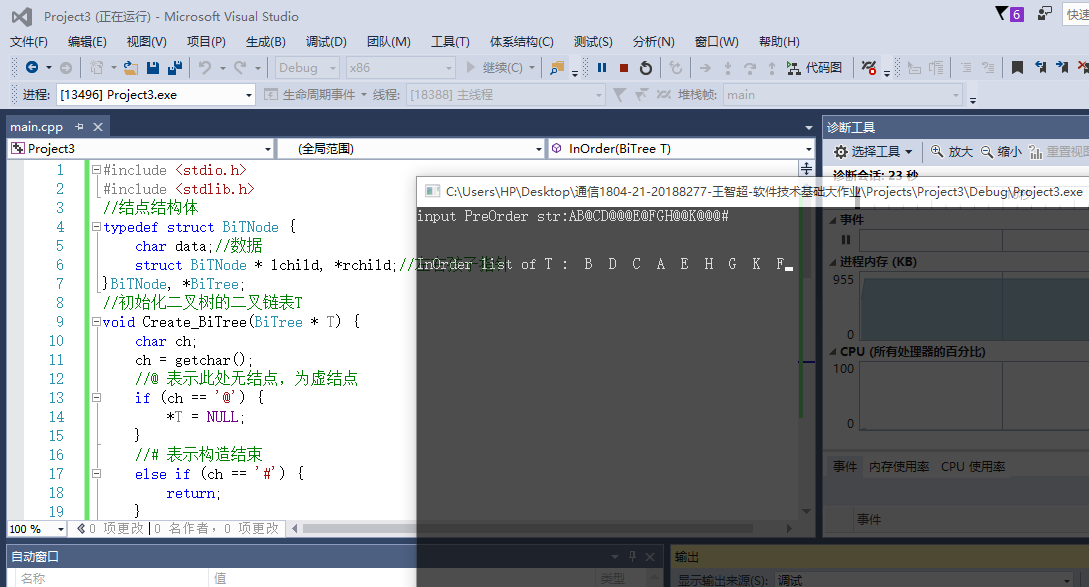 Project3 (正在运行) - Microsoft Visual Studio
6
快速
文件(F) 编辑(E) 视图(V) 项目(P) 生成(B) 调试(D) 团队(M) 工具(T) 体系结构(C) 测试(S) 分析(N) 窗口(W) 帮助(H)
Debug x86 继续(C) 代码图
进程: [13496] Project3.exe 生命周期事件 线程: [18388] 主线程 堆栈帧: main
main.cpp
诊断工具
Project3 (全局范围) InOrder(BiTree T)
选择工具 放大 缩小 重置视图
诊断会话: 23 秒
1 #include <stdio.h>
2 #include <stdlib.h>
3 //结点结构体
4 typedef struct BiTNode {
5 char data;//数据
6 struct BiTNode * lchild, *rchild;//
7 }BiTNode, *BiTree;
8 //初始化二叉树的二叉链表T
9 void Create_BiTree(BiTree * T) {
10 char ch;
11 ch = getchar();
12 //@ 表示此处无结点，为虚结点
13 if (ch == '@') {
14 *T = NULL;
15 }
16 //# 表示构造结束
17 else if (ch == '#') {
18 return;
19 }
C:\Users\HP\Desktop\通信1804-21-20188277-王智超-软件技术基础大作业\Projects\Project3\Debug\Project3.exe
input PreOrder str:AB@CD@@@E@FGH@@K@@@#
InOrder list of T : B D C A E H G K F
事件
进程内存 (KB)
955
0
CPU (所有处理器的百分比)
100
0
事件 内存使用率 CPU 使用率
事件
100 % 0 项更改 | 0 名作者，0 项更改
自动窗口
名称 值 类型
输出
显示输出来源(S): 调试